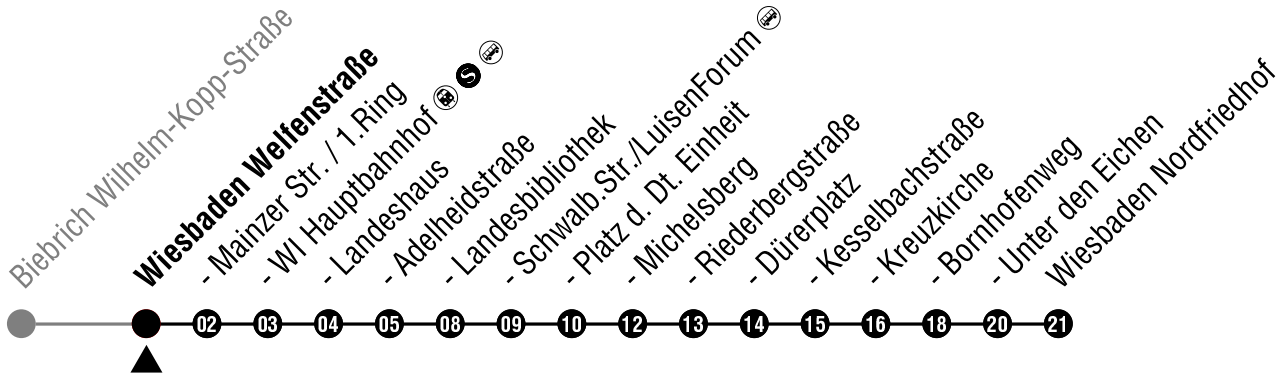 Biebrich Wilhelm-Kopp-Straße
Wiesbaden Welfenstraße
- Mainzer Str. / 1.Ring
- WI Hauptbahnhof S
- Landeshaus
- Adelheidstraße
- Landesbibliothek
- Schwalb.Str./LuisenForum
- Platz d. Dt. Einheit
- Michelsberg
- Riederbergstraße
- Dürerplatz
- Kesselbachstraße
- Kreuzkirche
- Bornhofenweg
- Unter den Eichen
Wiesbaden Nordfriedhof
02 03 04 05 08 09 10 12 13 14 15 16 18 20 21